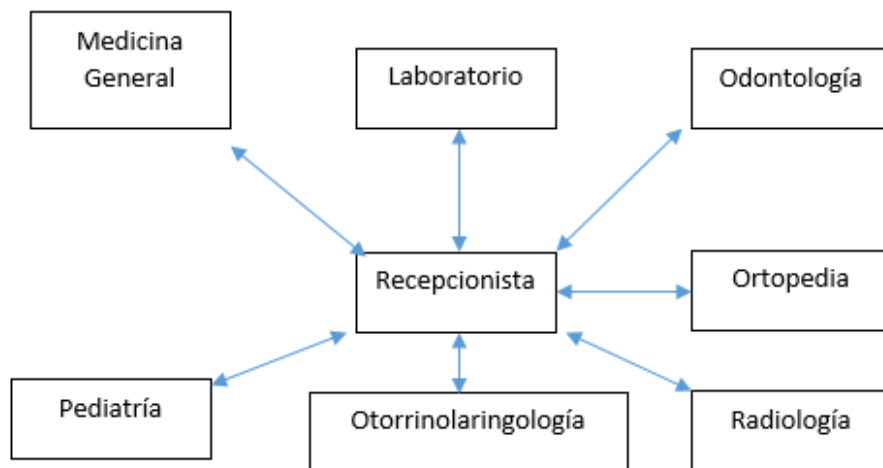 Medicina
General
Laboratorio
Odontología
Recepcionista
Ortopedia
Pediatría
Otorrinolaringología
Radiología